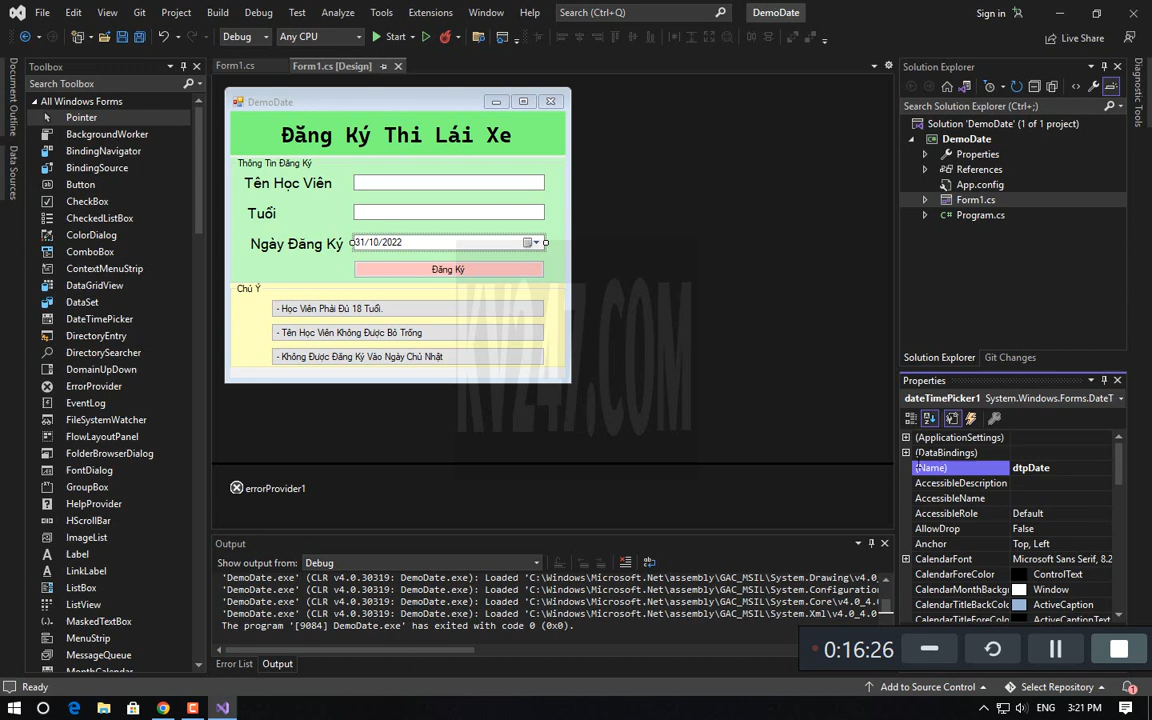 File Edit View Git Project Build Debug Test Analyze Tools Extensions Window Help Search (Ctrl+Q) DemoDate Sign in
Debug Any CPU Start Live Share
Document Outline
Data Sources
Toolbox
Search Toolbox
All Windows Forms
Pointer
BackgroundWorker
BindingNavigator
BindingSource
Button
CheckBox
CheckedListBox
ColorDialog
ComboBox
ContextMenuStrip
DataGridView
DataSet
DateTimePicker
DirectoryEntry
DirectorySearcher
DomainUpDown
ErrorProvider
EventLog
FileSystemWatcher
FlowLayoutPanel
FolderBrowserDialog
FontDialog
GroupBox
HelpProvider
HScrollBar
ImageList
Label
LinkLabel
ListBox
ListView
MaskedTextBox
MenuStrip
MessageQueue
MonthCalendar
Form1.cs Form1.cs [Design]
DemoDate
Đăng Ký Thi Lái Xe
Thông Tin Đăng Ký
Tên Học Viên
Tuổi
Ngày Đăng Ký 31/10/2022
Đăng Ký
Chú Ý
- Học Viên Phải Đủ 18 Tuổi.
- Tên Học Viên Không Được Bỏ Trống
- Không Được Đăng Ký Vào Ngày Chủ Nhật
KV247.COM
errorProvider1
Output
Show output from: Debug
'DemoDate.exe' (CLR v4.0.30319: DemoDate.exe): Loaded 'C:\Windows\Microsoft.Net\assembly\GAC_MSIL\System.Drawing\v4.0_
'DemoDate.exe' (CLR v4.0.30319: DemoDate.exe): Loaded 'C:\Windows\Microsoft.Net\assembly\GAC_MSIL\System.Configuration
'DemoDate.exe' (CLR v4.0.30319: DemoDate.exe): Loaded 'C:\Windows\Microsoft.Net\assembly\GAC_MSIL\System.Core\v4.0_4.0
'DemoDate.exe' (CLR v4.0.30319: DemoDate.exe): Loaded 'C:\Windows\Microsoft.Net\assembly\GAC_MSIL\System.Xml\v4.0_4.0.
The program '[9084] DemoDate.exe' has exited with code 0 (0x0).
Error List Output
Solution Explorer
Search Solution Explorer (Ctrl+;)
Solution 'DemoDate' (1 of 1 project)
DemoDate
Properties
References
App.config
Form1.cs
Program.cs
Solution Explorer Git Changes
Diagnostic Tools
Properties
dateTimePicker1 System.Windows.Forms.DateT
(ApplicationSettings)
(DataBindings)
(Name) dtpDate
AccessibleDescription
AccessibleName
AccessibleRole Default
AllowDrop False
Anchor Top, Left
CalendarFont Microsoft Sans Serif, 8.2
CalendarForeColor ControlText
CalendarMonthBackg Window
CalendarTitleBackColo ActiveCaption
CalendarTitleForeColo ActiveCaptionText
0:16:26
Ready Add to Source Control Select Repository 1
ENG 3:21 PM